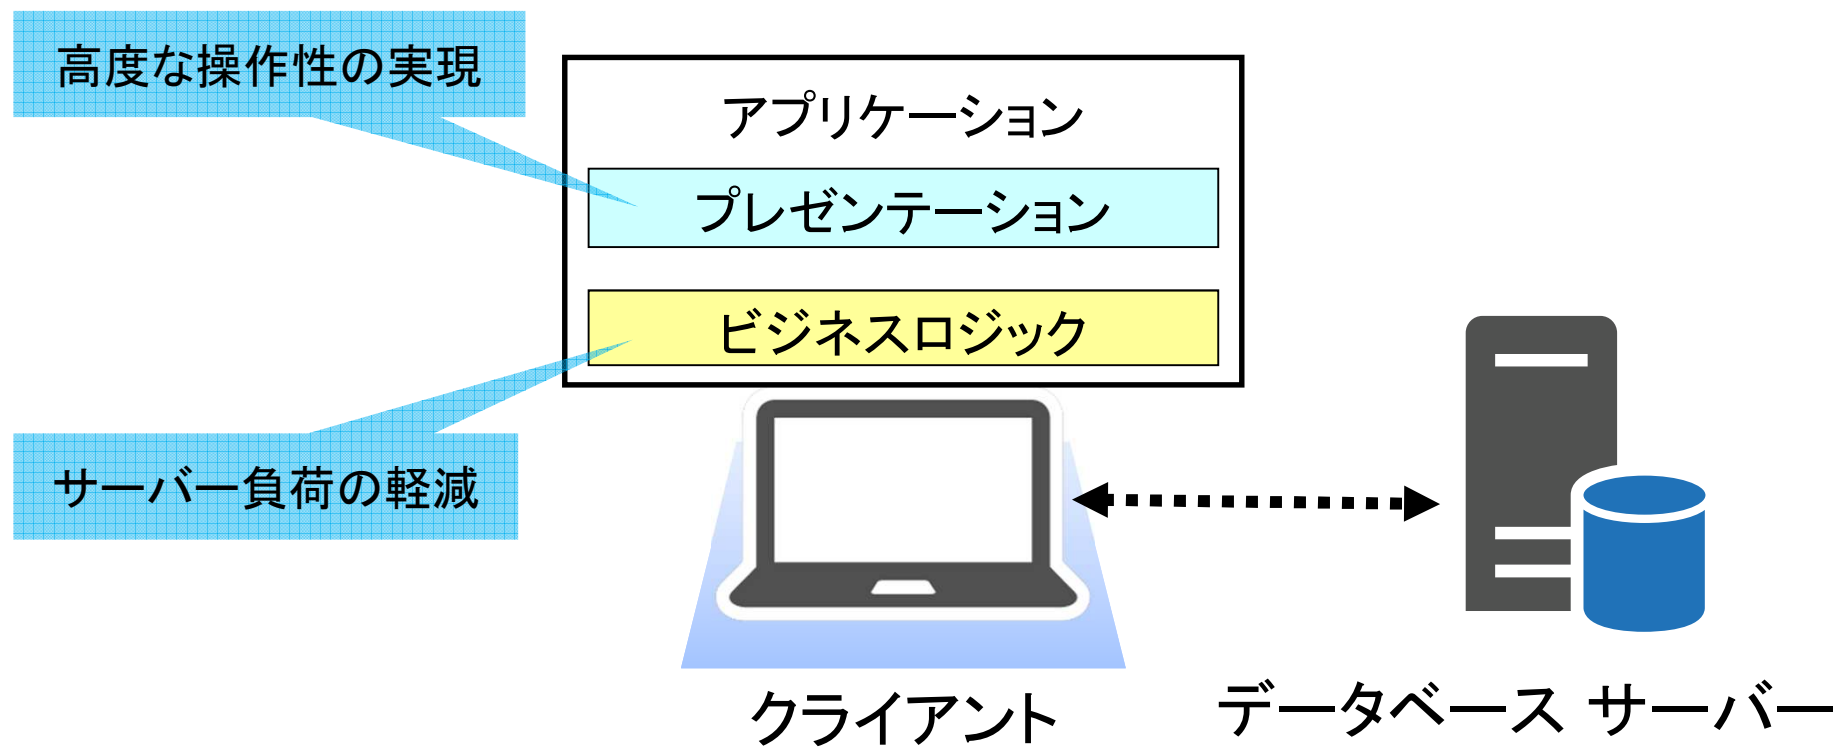 高度な操作性の実現
アプリケーション
プレゼンテーション
ビジネスロジック
サーバー負荷の軽減
クライアント
データベース サーバー